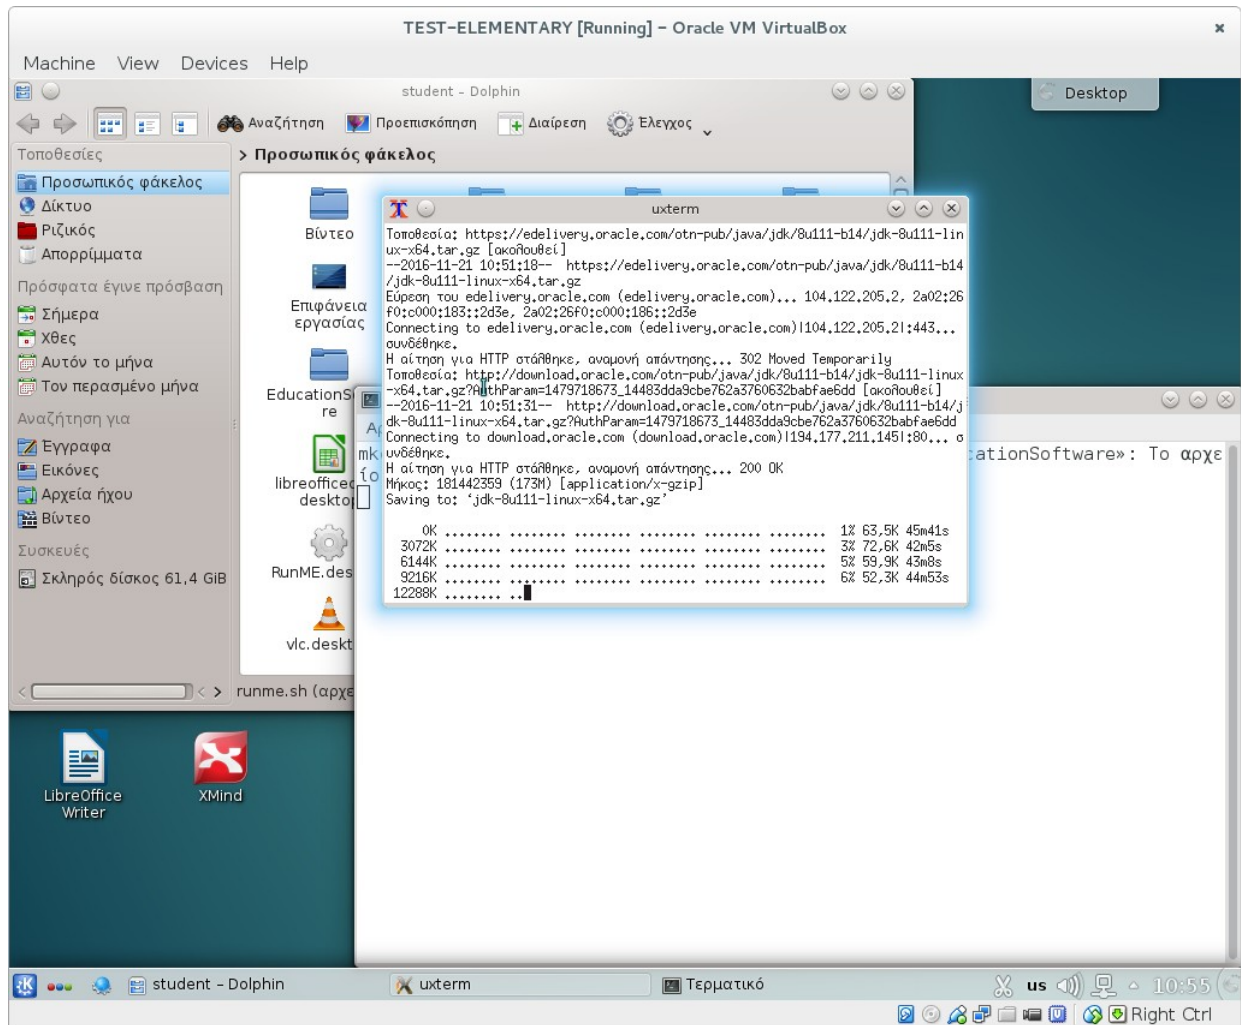 TEST-ELEMENTARY [Running] - Oracle VM VirtualBox
Machine View Devices Help
student - Dolphin
Desktop
Αναζήτηση Προεπισκόπηση Διαίρεση Έλεγχος
Τοποθεσίες
> Προσωπικός φάκελος
Προσωπικός φάκελος
Δίκτυο
Ριζικός
Απορρίμματα
Πρόσφατα έγινε πρόσβαση
Σήμερα
Χθες
Αυτόν το μήνα
Τον περασμένο μήνα
Αναζήτηση για
Έγγραφα
Εικόνες
Αρχεία ήχου
Βίντεο
Συσκευές
Σκληρός δίσκος 61,4 GiB
Βίντεο
Επιφάνεια
εργασίας
EducationS
re
libreoffice
desktop
RunME.des
vlc.deskt
runme.sh (αρχε
uxterm
Τοποθεσία: https://edelivery.oracle.com/otn-pub/java/jdk/8u111-b14/jdk-8u111-lin
ux-x64.tar.gz [ακολουθεί]
--2016-11-21 10:51:18-- https://edelivery.oracle.com/otn-pub/java/jdk/8u111-b14
/jdk-8u111-linux-x64.tar.gz
Εύρεση του edelivery.oracle.com (edelivery.oracle.com)... 104.122.205.2, 2a02:26
f0:c000:183::2d3e, 2a02:26f0:c000:186::2d3e
Connecting to edelivery.oracle.com (edelivery.oracle.com)|104.122.205.2|:443...
συνδέθηκε.
Η αίτηση για HTTP στάλθηκε, αναμονή απάντησης... 302 Moved Temporarily
Τοποθεσία: http://download.oracle.com/otn-pub/java/jdk/8u111-b14/jdk-8u111-linux
-x64.tar.gz?AuthParam=1479718673_14483dda9cbe762a3760632babfae6dd [ακολουθεί]
--2016-11-21 10:51:31-- http://download.oracle.com/otn-pub/java/jdk/8u111-b14/j
dk-8u111-linux-x64.tar.gz?AuthParam=1479718673_14483dda9cbe762a3760632babfae6dd
Connecting to download.oracle.com (download.oracle.com)|194.177.211.145|:80... σ
υνδέθηκε.
Η αίτηση για HTTP στάλθηκε, αναμονή απάντησης... 200 OK
Μήκος: 181442359 (173M) [application/x-gzip]
Saving to: ‘jdk-8u111-linux-x64.tar.gz’
0K ........ ........ ........ ........ ........ ........ 1% 63,5K 45m41s
3072K ........ ........ ........ ........ ........ ........ 3% 72,6K 42m5s
6144K ........ ........ ........ ........ ........ ........ 5% 59,9K 43m8s
9216K ........ ........ ........ ........ ........ ........ 6% 52,3K 44m53s
12288K ........ ..
Αρ
mk
cationSoftware»: Το αρχε
ίο
LibreOffice
Writer
XMind
student - Dolphin
uxterm
Τερματικό
us
10:55
Right Ctrl